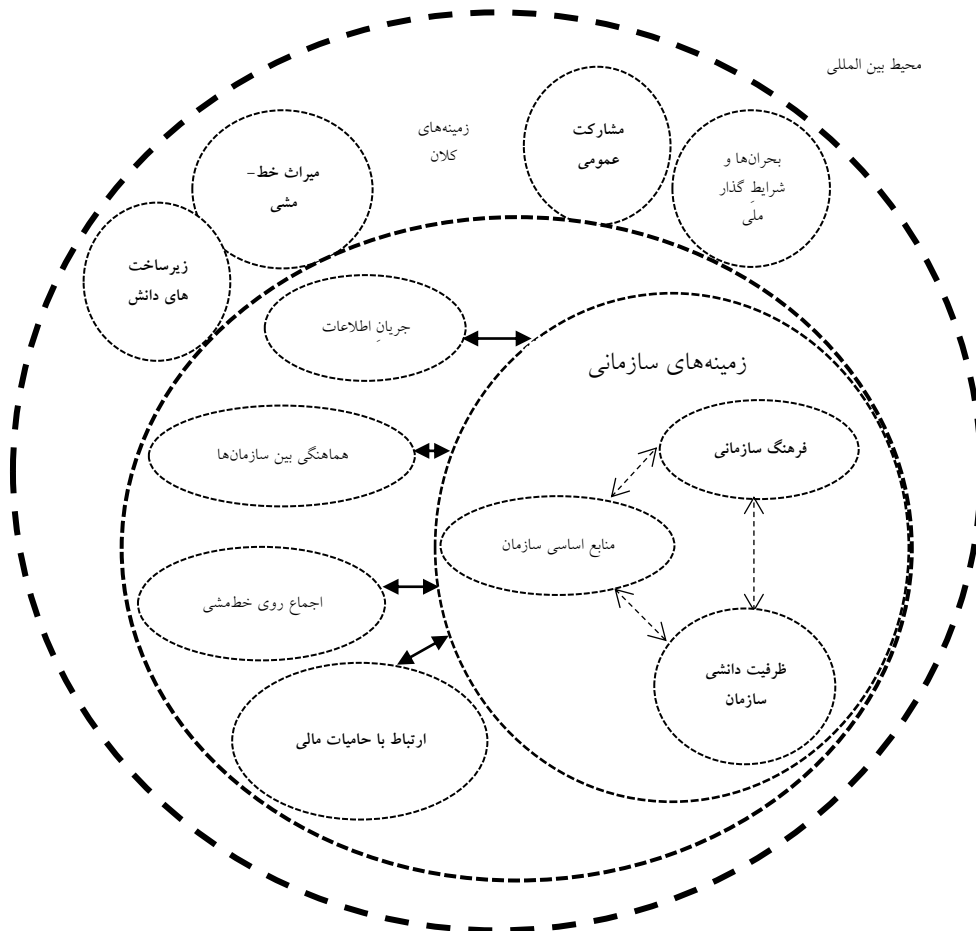 محیط بین المللی
زمینه‌های
کلان
مشارکت
عمومی
بحران‌ها و
شرایطِ گذار
ملّی
میراث خط-
مشی
زیرساخت
های دانش
جریانِ اطلاعات
زمینه‌های سازمانی
فرهنگ سازمانی
هماهنگی بین سازمان‌ها
منابع اساسی سازمان
اجماع روی خط‌مشی
ظرفیت دانشی
سازمان
ارتباط با حامیات مالی